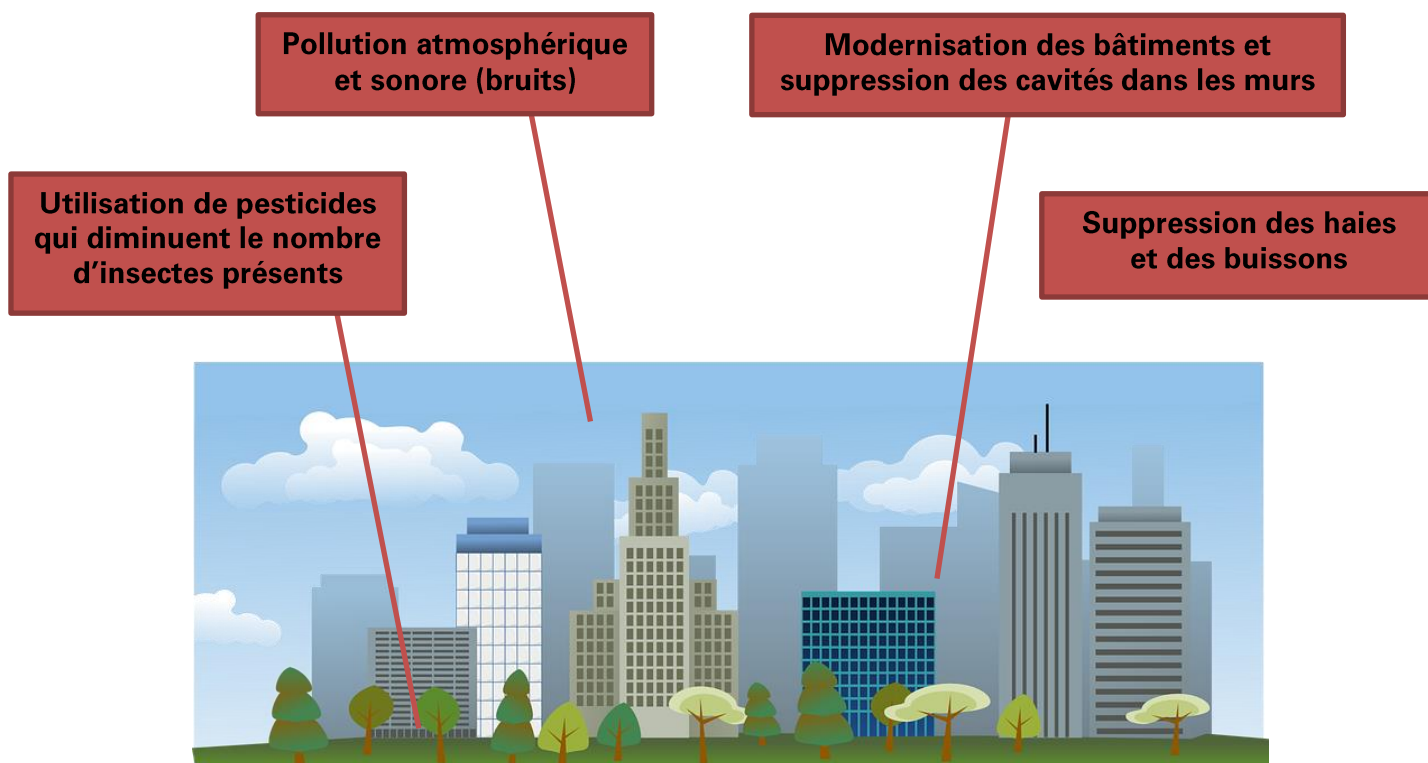 Pollution atmosphérique
et sonore (bruits)
Modernisation des bâtiments et
suppression des cavités dans les murs
Utilisation de pesticides
qui diminuent le nombre
d'insectes présents
Suppression des haies
et des buissons